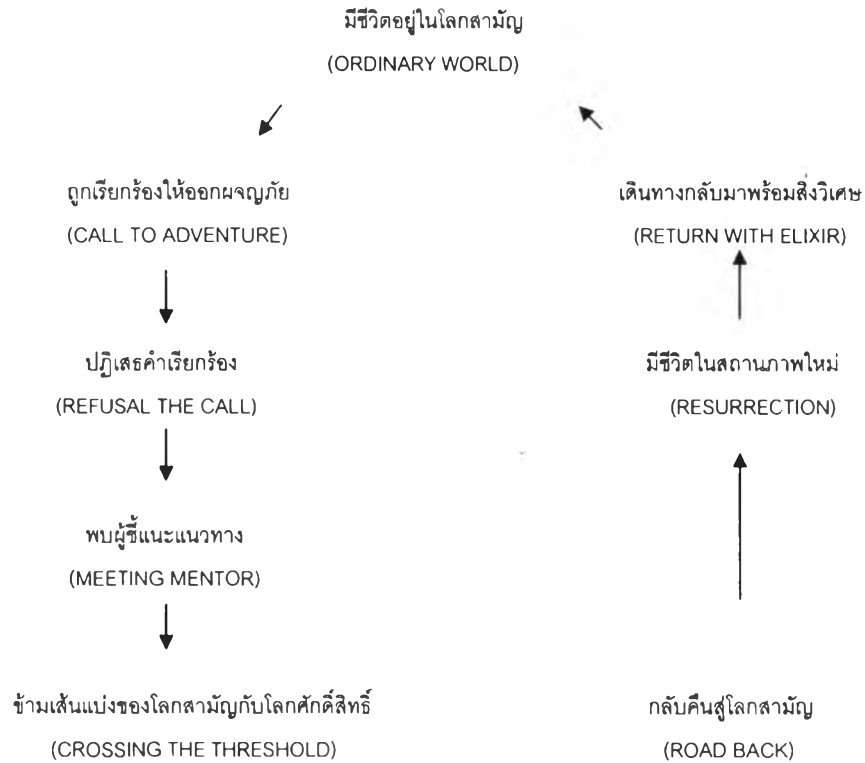 มีชีวิตอยู่ในโลกสามัญ
(ORDINARY WORLD)
ถูกเรียกร้องให้ออกผจญภัย
(CALL TO ADVENTURE)
ปฏิเสธคำเรียกร้อง
(REFUSAL THE CALL)
พบผู้ชี้แนะแนวทาง
(MEETING MENTOR)
ข้ามเส้นแบ่งของโลกสามัญกับโลกศักดิ์สิทธิ์
(CROSSING THE THRESHOLD)
เดินทางกลับมาพร้อมสิ่งวิเศษ
(RETURN WITH ELIXIR)
มีชีวิตในสถานภาพใหม่
(RESURRECTION)
กลับคืนสู่โลกสามัญ
(ROAD BACK)